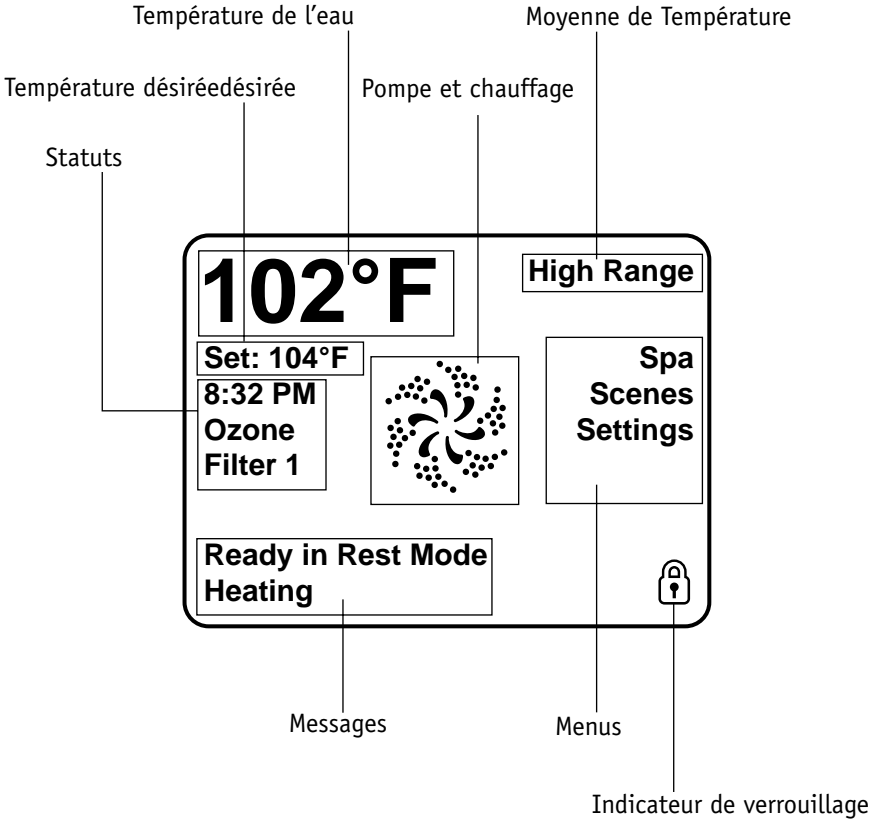 Température de l'eau
Moyenne de Température
Température désiréedésirée
Pompe et chauffage
Statuts
102°F
High Range
Set: 104°F
8:32 PM
Ozone
Filter 1
Spa
Scenes
Settings
Ready in Rest Mode
Heating
Messages
Menus
Indicateur de verrouillage